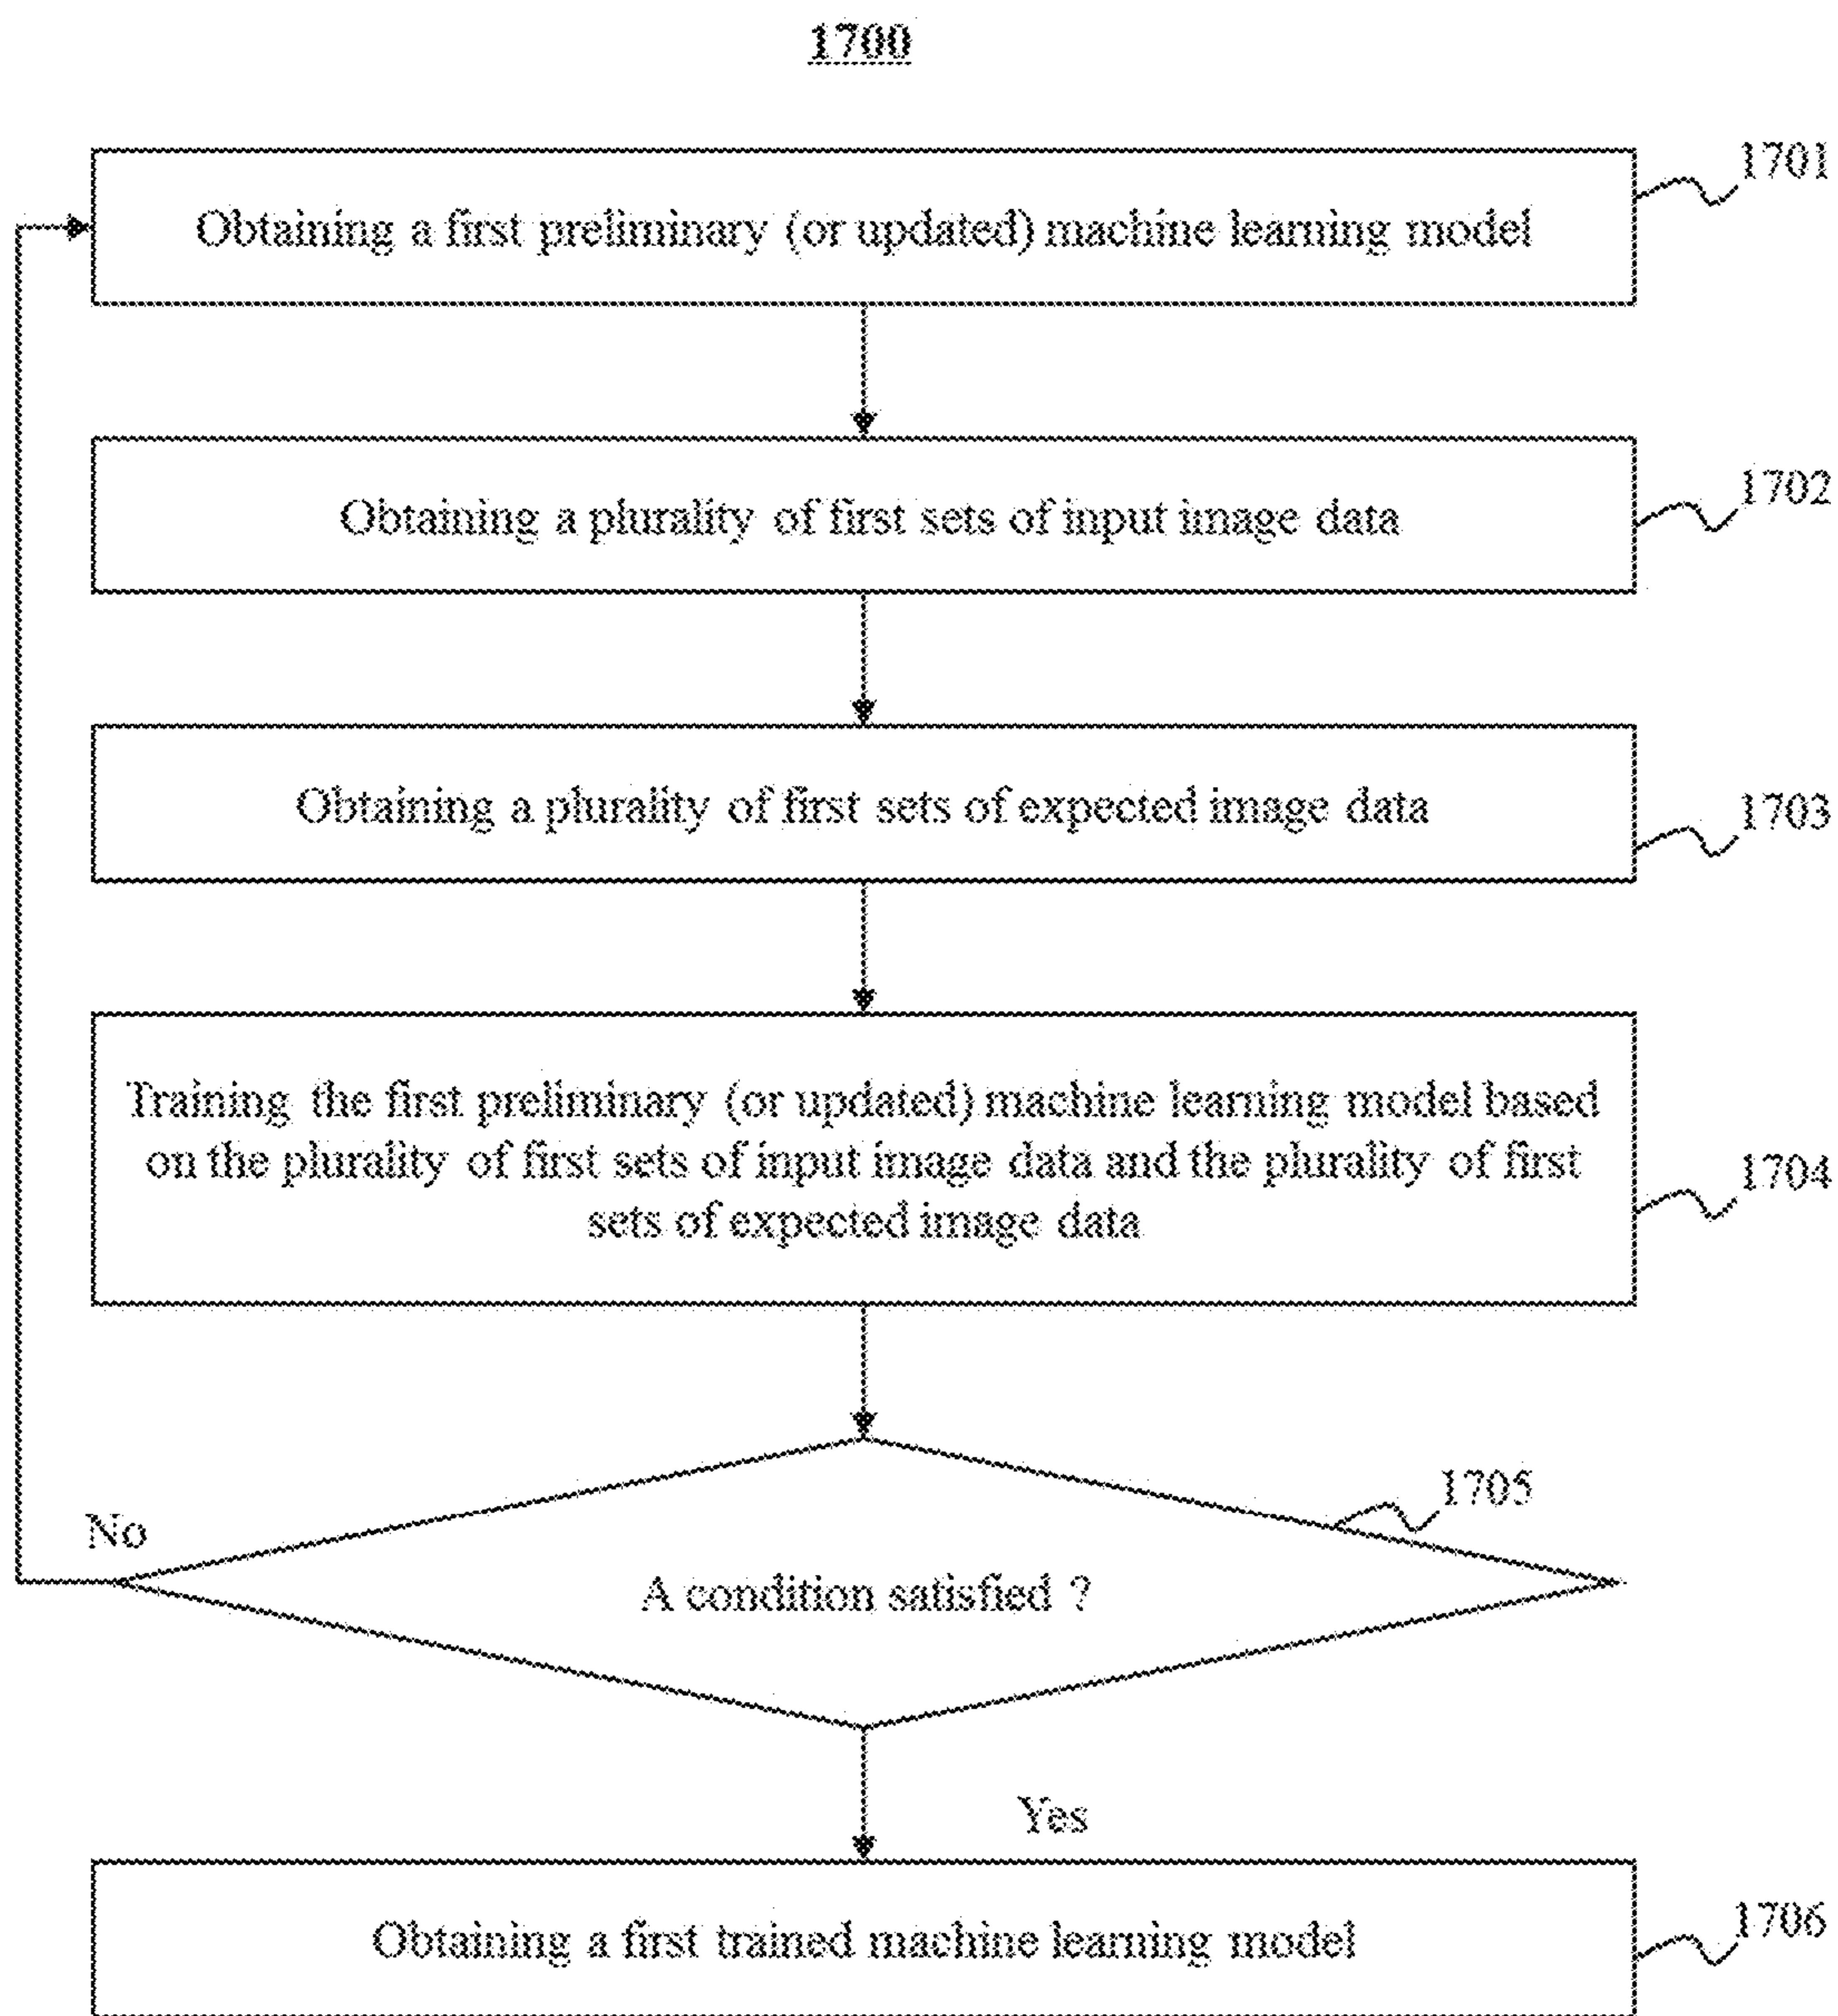 1700
1701
Obtaining a first preliminary (or updated) machine learning model
1702
Obtaining a plurality of first sets of input image data
1703
Obtaining a plurality of first sets of expected image data
Training the first preliminary (or updated) machine learning model based
on the plurality of first sets of input image data and the plurality of first
sets of expected image data
1704
1705
No
A condition satisfied ?
Yes
1706
Obtaining a first trained machine learning model